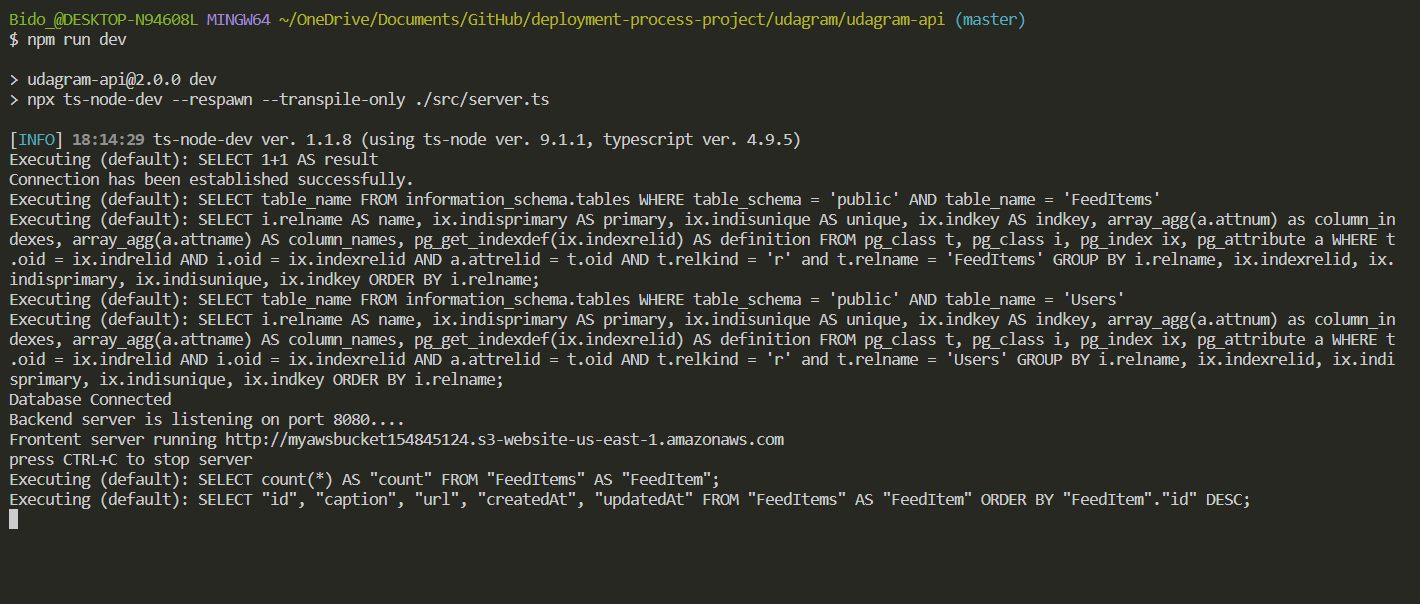 Bido_@DESKTOP-N94608L MINGW64 ~/OneDrive/Documents/GitHub/deployment-process-project/udagram/udagram-api (master)
$ npm run dev
> udagram-api@2.0.0 dev
> npx ts-node-dev --respawn --transpile-only ./src/server.ts
[INFO] 18:14:29 ts-node-dev ver. 1.1.8 (using ts-node ver. 9.1.1, typescript ver. 4.9.5)
Executing (default): SELECT 1+1 AS result
Connection has been established successfully.
Executing (default): SELECT table_name FROM information_schema.tables WHERE table_schema = 'public' AND table_name = 'FeedItems'
Executing (default): SELECT i.relname AS name, ix.indisprimary AS primary, ix.indisunique AS unique, ix.indkey AS indkey, array_agg(a.attnum) as column_in
dexes, array_agg(a.attname) AS column_names, pg_get_indexdef(ix.indexrelid) AS definition FROM pg_class t, pg_class i, pg_index ix, pg_attribute a WHERE t
.oid = ix.indrelid AND i.oid = ix.indexrelid AND a.attrelid = t.oid AND t.relkind = 'r' and t.relname = 'FeedItems' GROUP BY i.relname, ix.indexrelid, ix.
indisprimary, ix.indisunique, ix.indkey ORDER BY i.relname;
Executing (default): SELECT table_name FROM information_schema.tables WHERE table_schema = 'public' AND table_name = 'Users'
Executing (default): SELECT i.relname AS name, ix.indisprimary AS primary, ix.indisunique AS unique, ix.indkey AS indkey, array_agg(a.attnum) as column_in
dexes, array_agg(a.attname) AS column_names, pg_get_indexdef(ix.indexrelid) AS definition FROM pg_class t, pg_class i, pg_index ix, pg_attribute a WHERE t
.oid = ix.indrelid AND i.oid = ix.indexrelid AND a.attrelid = t.oid AND t.relkind = 'r' and t.relname = 'Users' GROUP BY i.relname, ix.indexrelid, ix.indi
sprimary, ix.indisunique, ix.indkey ORDER BY i.relname;
Database Connected
Backend server is listening on port 8080....
Frontent server running http://myawsbucket154845124.s3-website-us-east-1.amazonaws.com
press CTRL+C to stop server
Executing (default): SELECT count(*) AS "count" FROM "FeedItems" AS "FeedItem";
Executing (default): SELECT "id", "caption", "url", "createdAt", "updatedAt" FROM "FeedItems" AS "FeedItem" ORDER BY "FeedItem"."id" DESC;